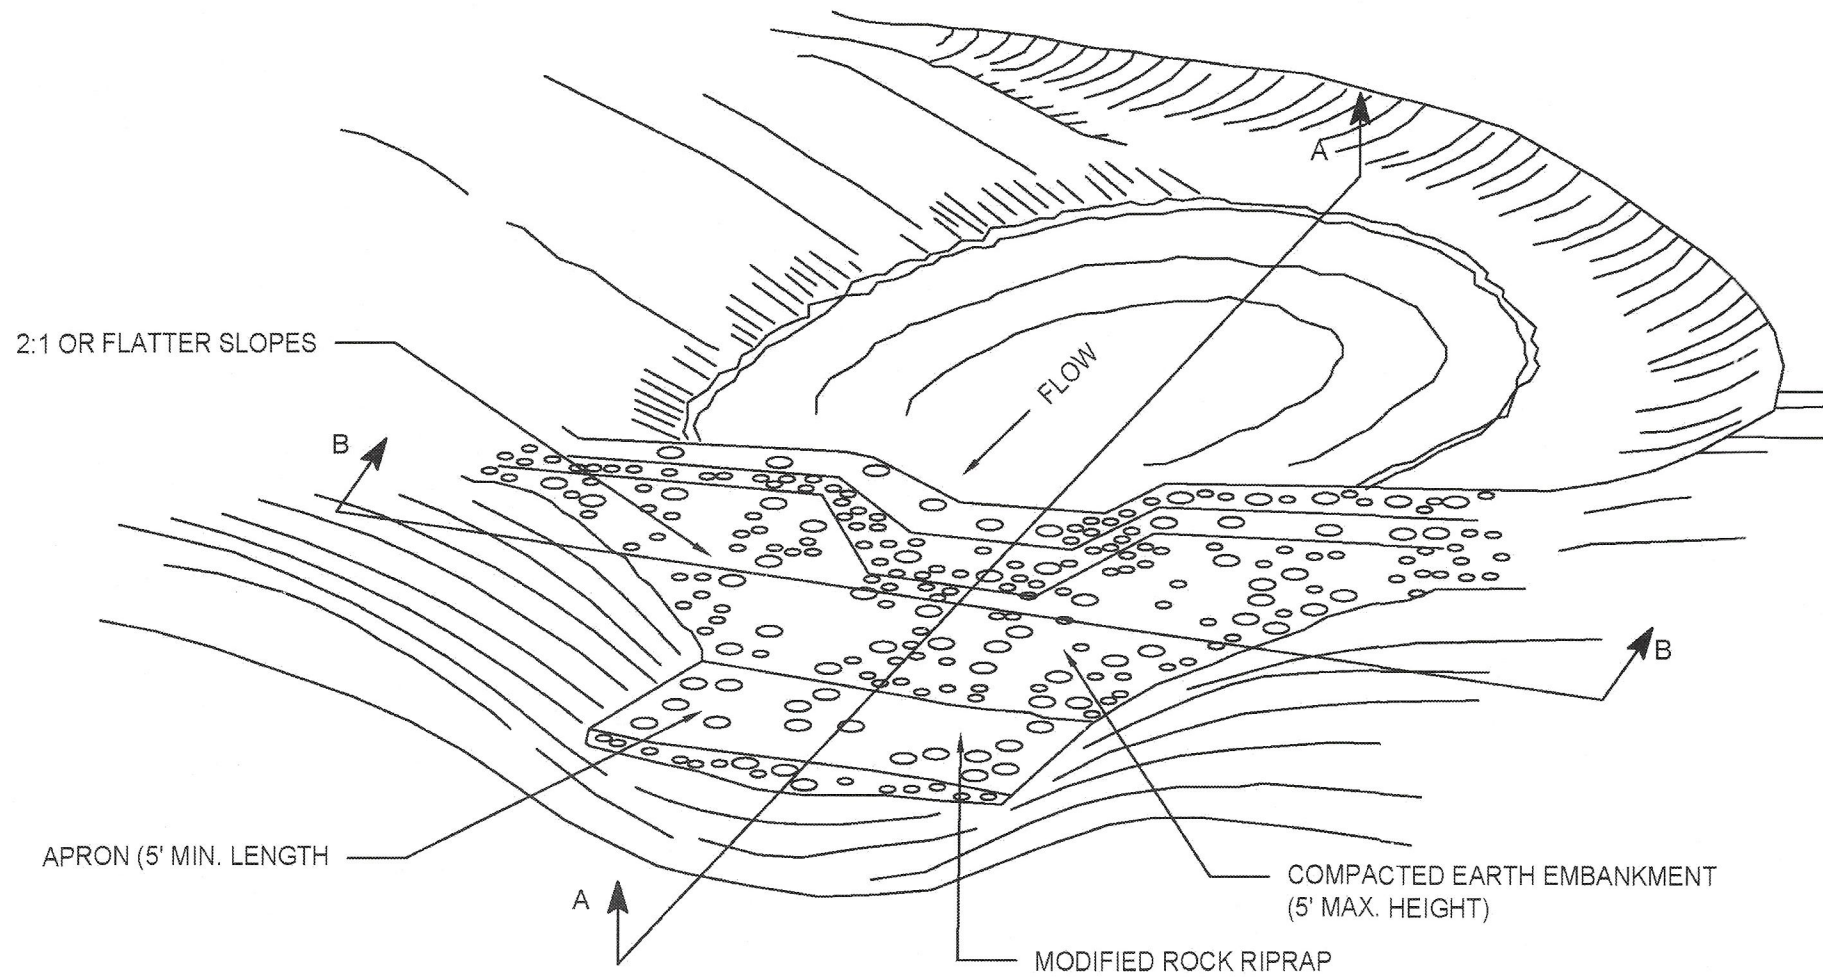 A
2:1 OR FLATTER SLOPES
FLOW
B
B
APRON (5' MIN. LENGTH
COMPACTED EARTH EMBANKMENT
(5' MAX. HEIGHT)
A
MODIFIED ROCK RIPRAP